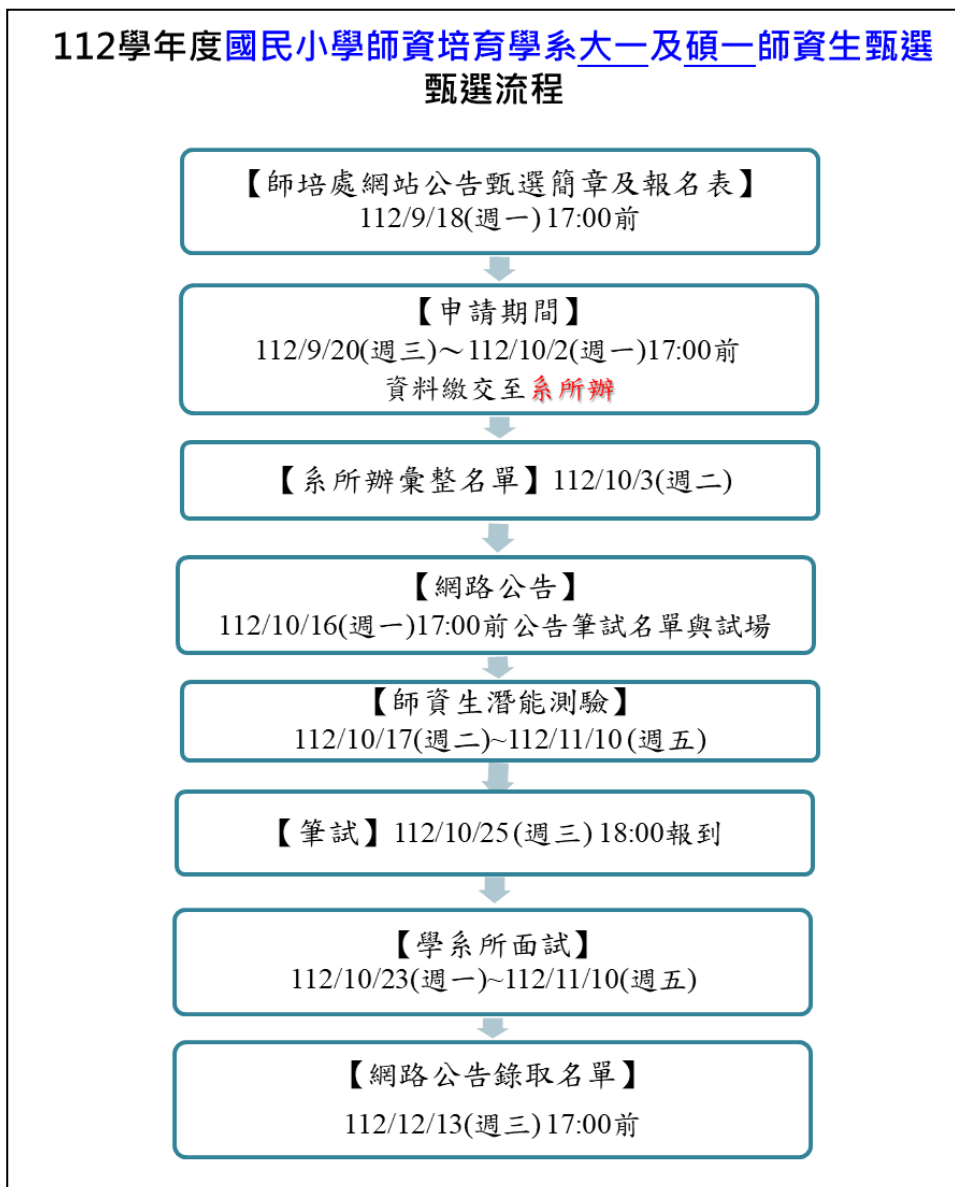 112學年度國民小學師資培育學系大一及碩一師資生甄選
甄選流程
【師培處網站公告甄選簡章及報名表】
112/9/18(週一)17:00前
【申請期間】
112/9/20(週三)～112/10/2(週一)17:00前
資料繳交至系所辦
【系所辦彙整名單】112/10/3(週二)
【網路公告】
112/10/16(週一)17:00前公告筆試名單與試場
【師資生潛能測驗】
112/10/17(週二)~112/11/10(週五)
【筆試】112/10/25(週三)18:00報到
【學系所面試】
112/10/23(週一)~112/11/10(週五)
【網路公告錄取名單】
112/12/13(週三)17:00前